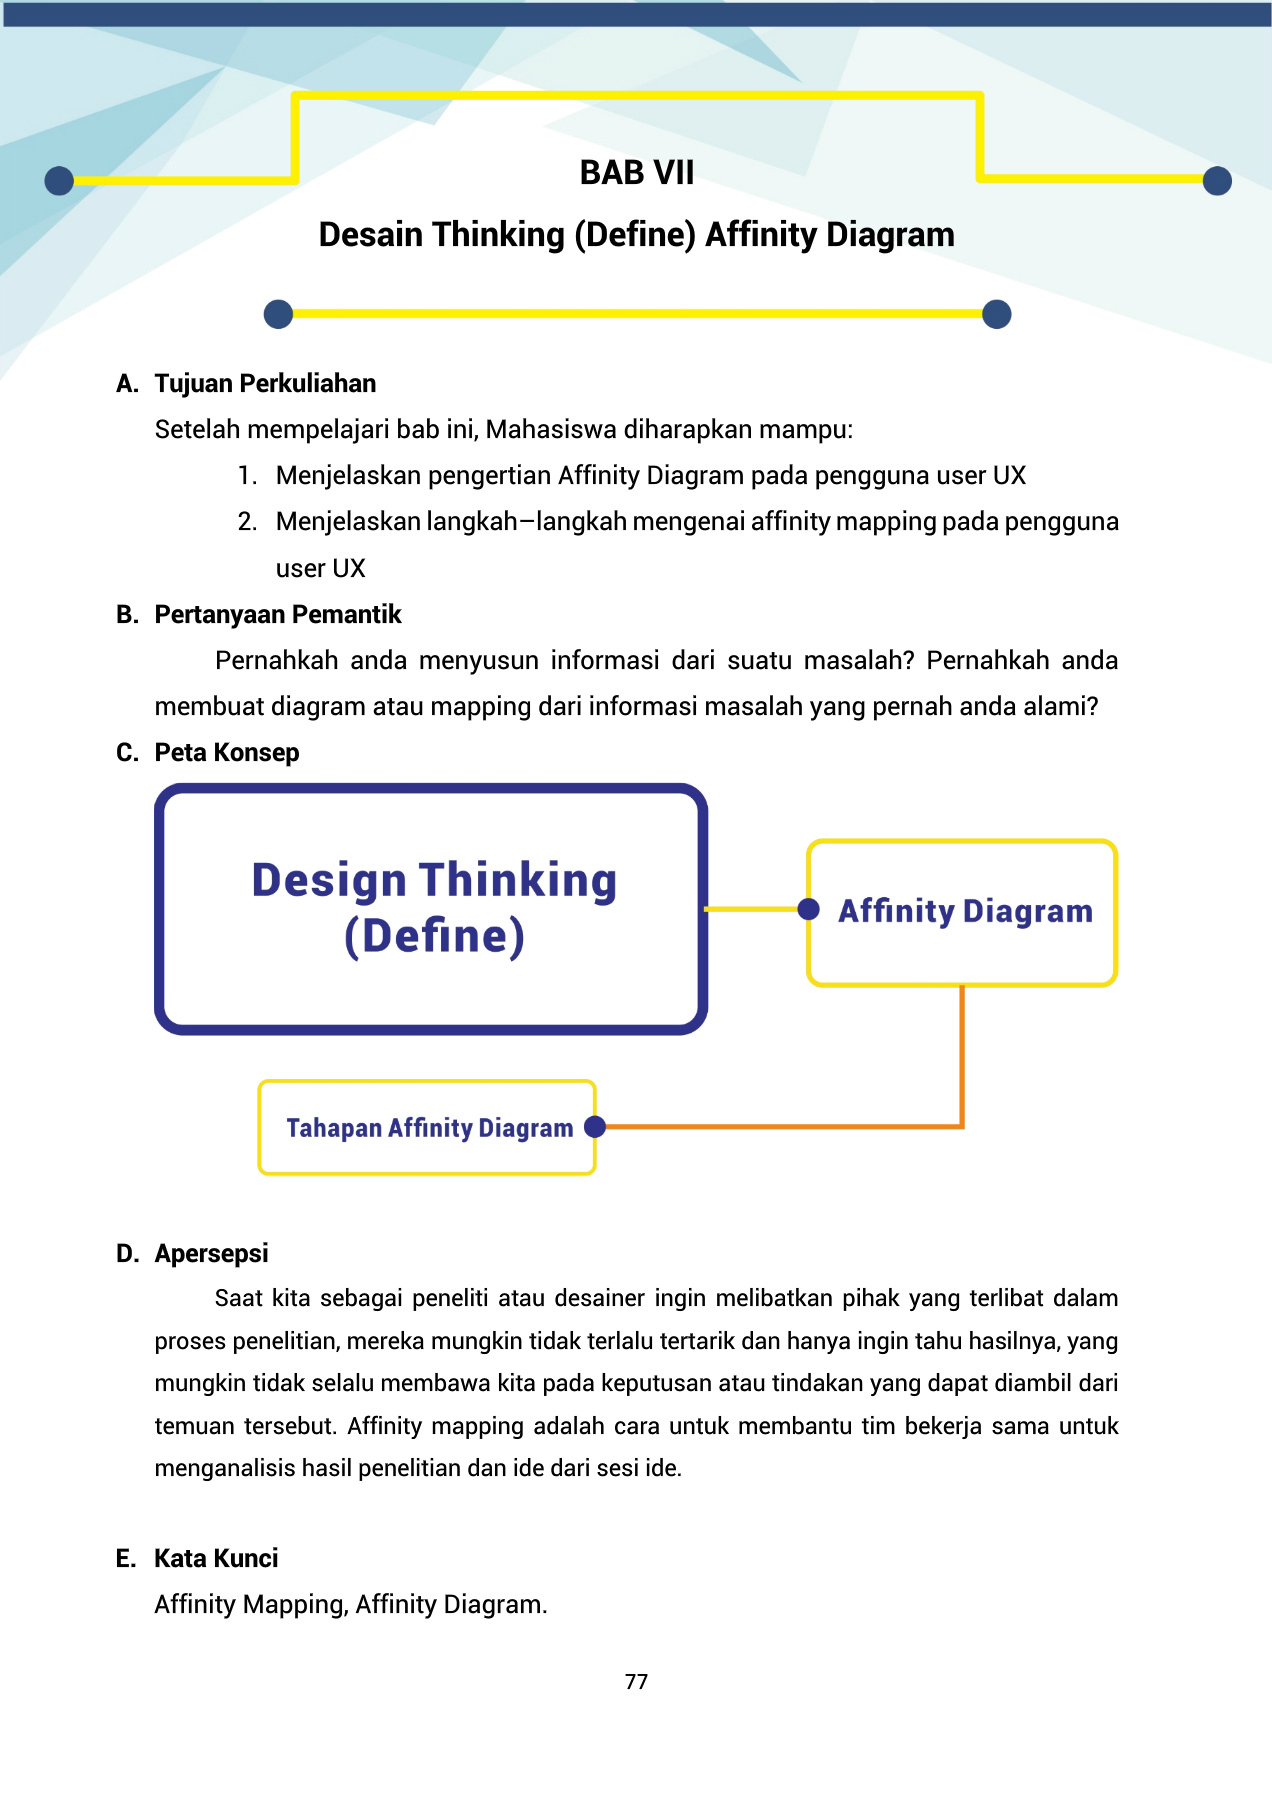 BAB VII
Desain Thinking (Define) Affinity Diagram
A. Tujuan Perkuliahan
Setelah mempelajari bab ini, Mahasiswa diharapkan mampu:
1. Menjelaskan pengertian Affinity Diagram pada pengguna user UX
2. Menjelaskan langkah–langkah mengenai affinity mapping pada pengguna
user UX
B. Pertanyaan Pemantik
Pernahkah anda menyusun informasi dari suatu masalah? Pernahkah anda
membuat diagram atau mapping dari informasi masalah yang pernah anda alami?
C. Peta Konsep
Design Thinking
(Define)
Affinity Diagram
Tahapan Affinity Diagram
D. Apersepsi
Saat kita sebagai peneliti atau desainer ingin melibatkan pihak yang terlibat dalam
proses penelitian, mereka mungkin tidak terlalu tertarik dan hanya ingin tahu hasilnya, yang
mungkin tidak selalu membawa kita pada keputusan atau tindakan yang dapat diambil dari
temuan tersebut. Affinity mapping adalah cara untuk membantu tim bekerja sama untuk
menganalisis hasil penelitian dan ide dari sesi ide.
E. Kata Kunci
Affinity Mapping, Affinity Diagram.
77